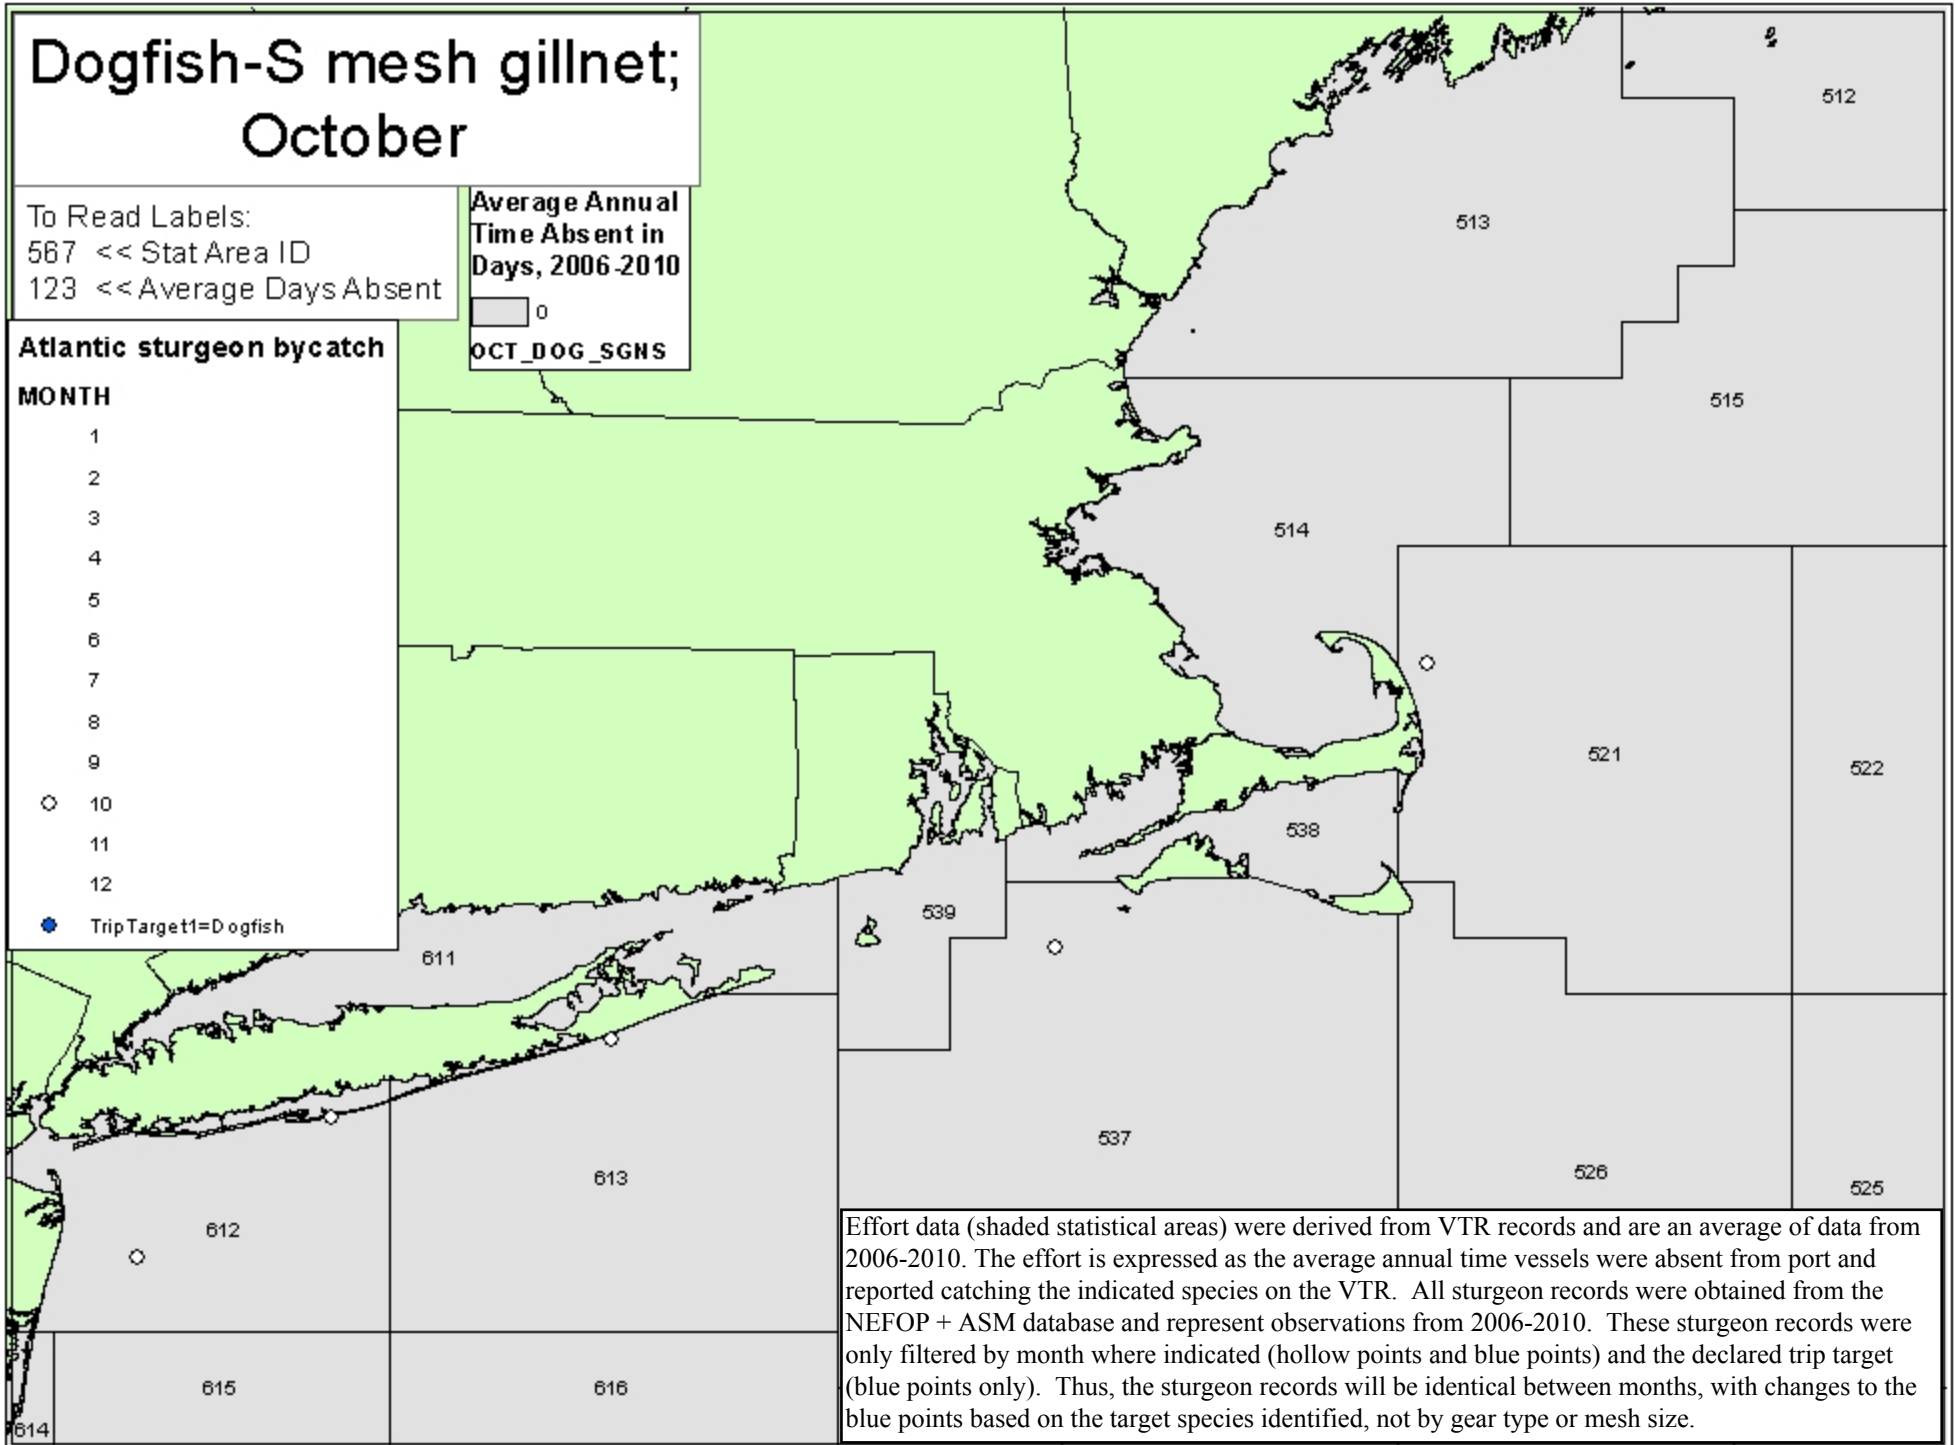 Dogfish-S mesh gillnet;
October
To Read Labels:
567 << Stat Area ID
123 << Average Days Absent
Average Annual
Time Absent in
Days, 2006-2010
0
OCT_DOG_SGNS
Atlantic sturgeon bycatch
MONTH
1
2
3
4
5
6
7
8
9
10
11
12
TripTarget1=Dogfish
512
513
515
514
521
522
538
539
611
537
526
525
613
612
615
616
614
Effort data (shaded statistical areas) were derived from VTR records and are an average of data from
2006-2010. The effort is expressed as the average annual time vessels were absent from port and
reported catching the indicated species on the VTR. All sturgeon records were obtained from the
NEFOP + ASM database and represent observations from 2006-2010. These sturgeon records were
only filtered by month where indicated (hollow points and blue points) and the declared trip target
(blue points only). Thus, the sturgeon records will be identical between months, with changes to the
blue points based on the target species identified, not by gear type or mesh size.